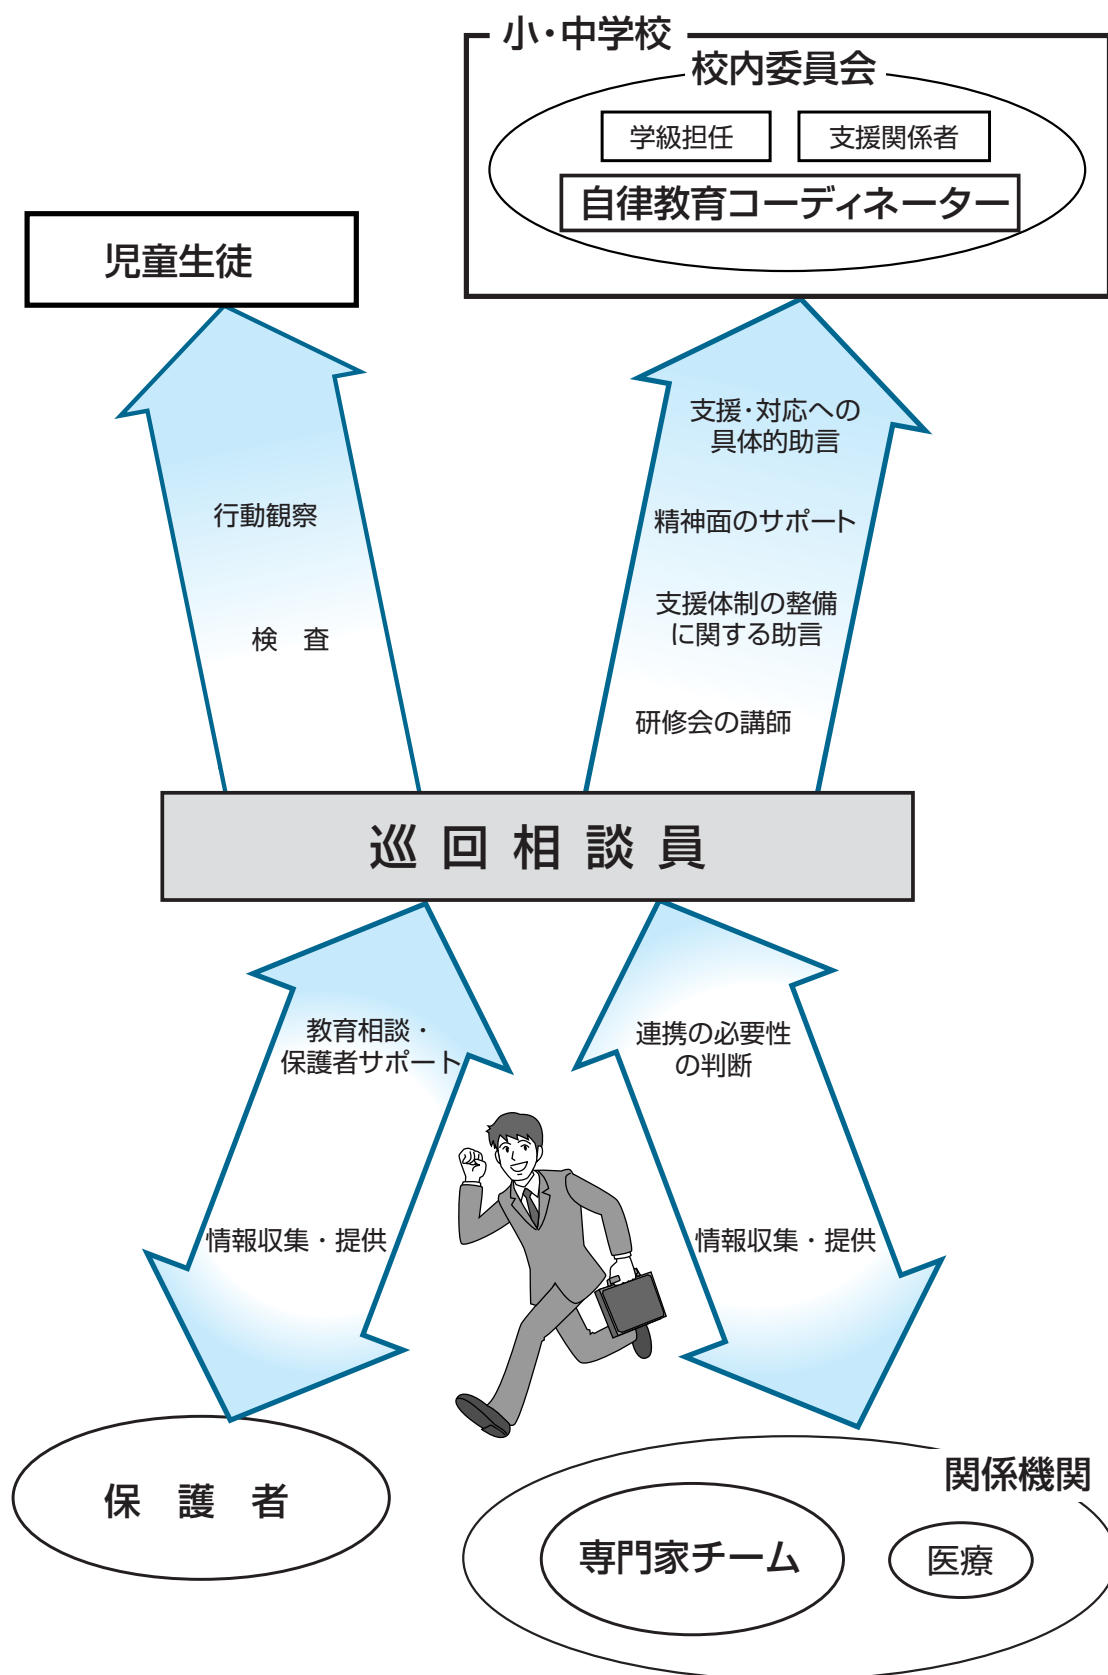 小・中学校
校内委員会
学級担任
支援関係者
自律教育コーディネーター
児童生徒
行動観察
検　査
支援・対応への
具体的助言
精神面のサポート
支援体制の整備
に関する助言
研修会の講師
巡回相談員
教育相談・
保護者サポート
情報収集・提供
連携の必要性
の判断
情報収集・提供
保　護　者
関係機関
専門家チーム
医療